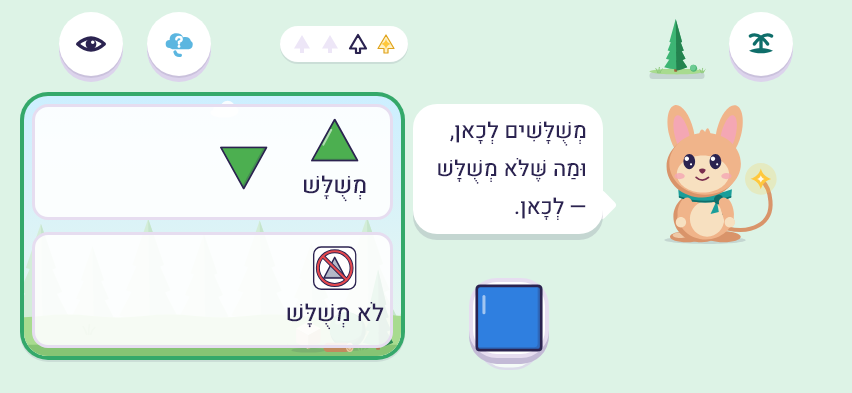 מְשֻׁלָּשׁ
לֹא מְשֻׁלָּשׁ
מְשֻׁלָּשִׁים לְכָאן,
וּמַה שֶּׁלֹּא מְשֻׁלָּשׁ
— לְכָאן.
?